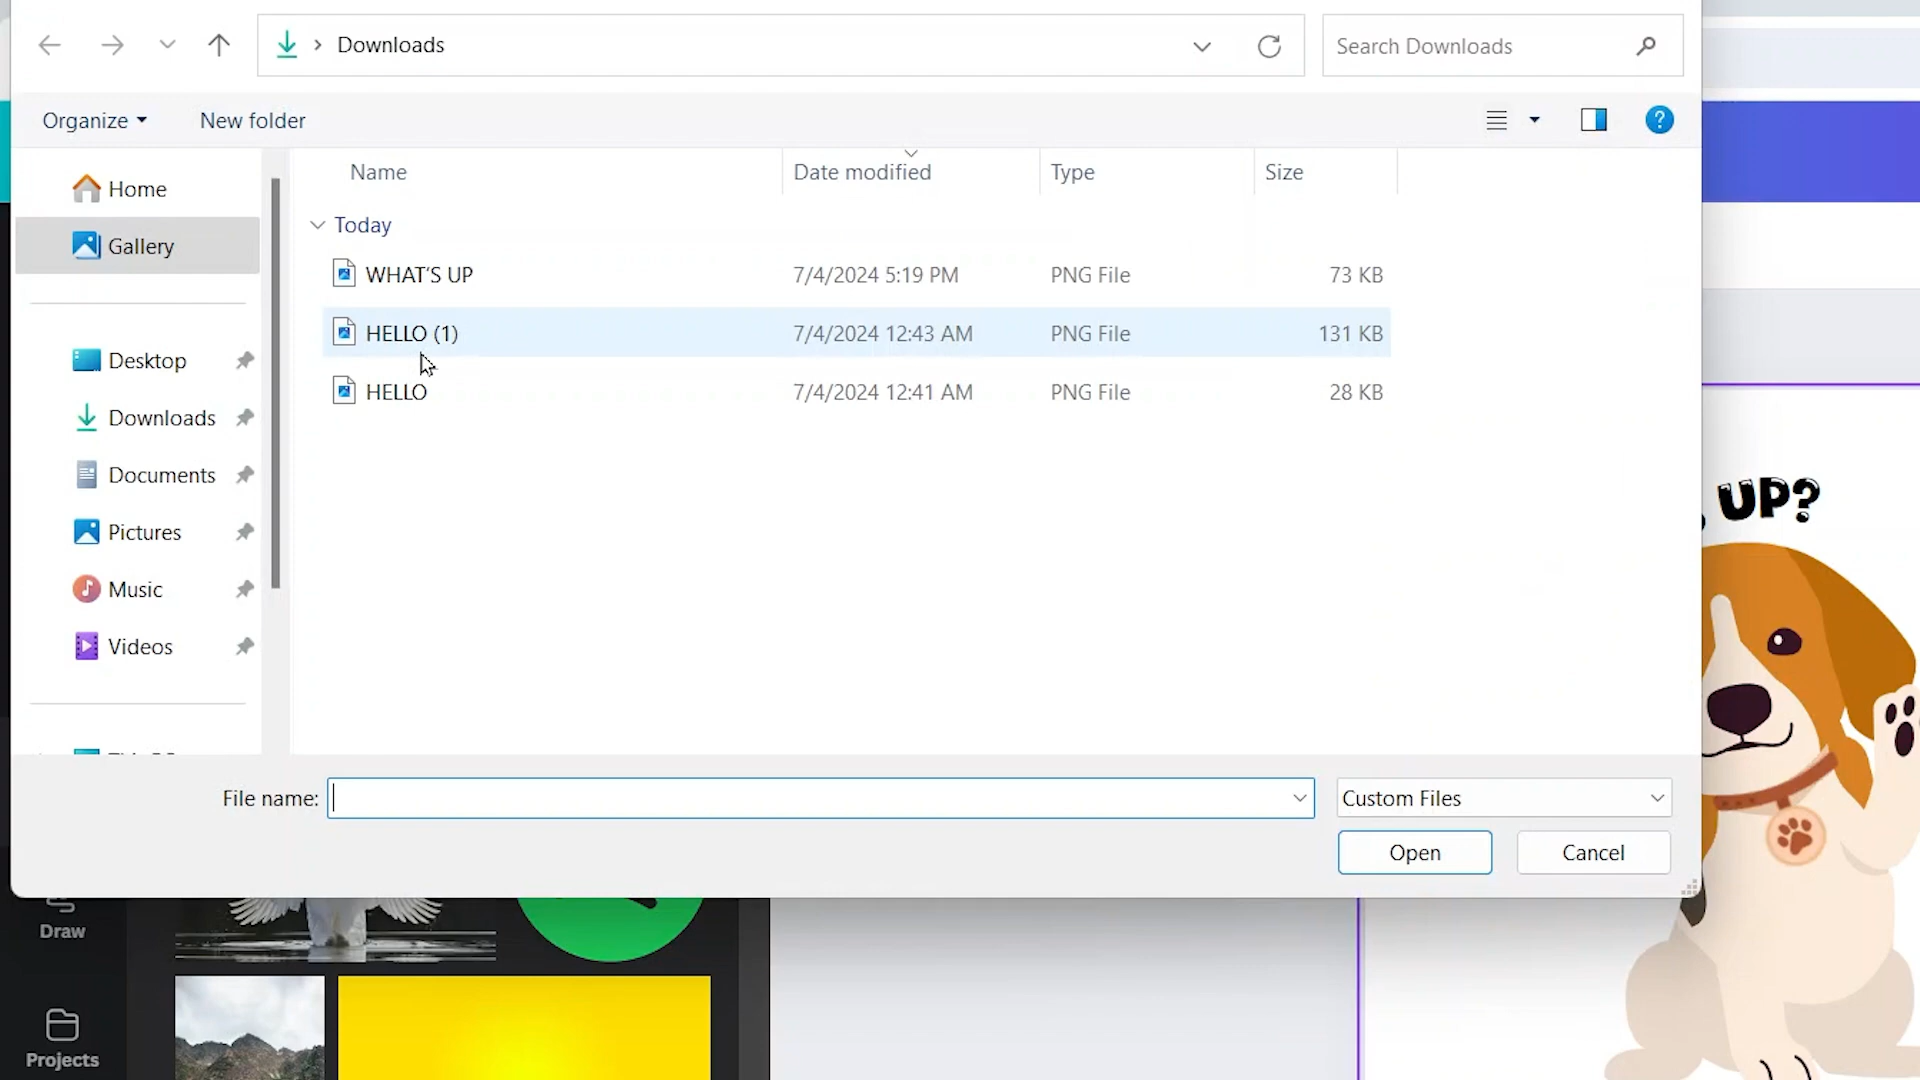 Downloads
Search Downloads
Organize
New folder
Name
Date modified
Type
Size
Home
Gallery
Desktop
Downloads
Documents
Pictures
Music
Videos
Today
WHAT'S UP 7/4/2024 5:19 PM PNG File 73 KB
HELLO (1) 7/4/2024 12:43 AM PNG File 131 KB
HELLO 7/4/2024 12:41 AM PNG File 28 KB
UP?
File name:
Custom Files
Open
Cancel
Draw
Projects